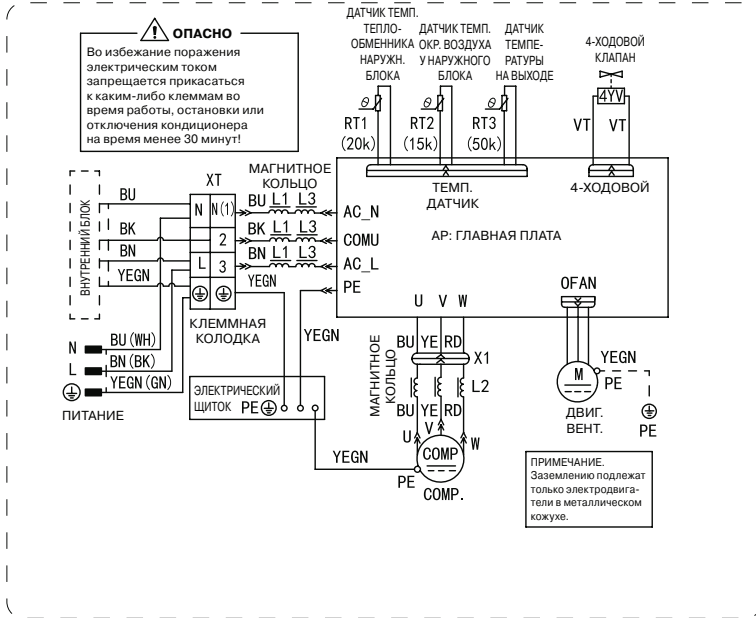 ОПАСНО
Во избежание поражения
электрическим током
запрещается прикасаться
к каким-либо клеммам во
время работы, остановки или
отключения кондиционера
на время менее 30 минут!
ДАТЧИК ТЕМП.
ТЕПЛО-
ОБМЕННИКА
НАРУЖН.
БЛОКА
ДАТЧИК ТЕМП.
ОКР. ВОЗДУХА
У НАРУЖНОГО
БЛОКА
ДАТЧИК
ТЕМПЕ-
РАТУРЫ
НА ВЫХОДЕ
4-ХОДОВОЙ
КЛАПАН
4YV
VT VT
θ θ θ
RT1 RT2 RT3
(20k) (15k) (50k)
ТЕМП.
ДАТЧИК
4-ХОДОВОЙ
АР: ГЛАВНАЯ ПЛАТА
ВНУТРЕННИЙ БЛОК
BU
BK
BN
YEGN
XT
N N(1)
2
L 3
МАГНИТНОЕ
КОЛЬЦО
BU L1 L3 AC_N
BK L1 L3 COMU
BN L1 L3 AC_L
YEGN PE
КЛЕММНАЯ
КОЛОДКА
YEGN
N BU(WH)
L BN(BK)
YEGN(GN)
ПИТАНИЕ
ЭЛЕКТРИЧЕСКИЙ
ЩИТОК PE
U V W
BU YE RD
X1
МАГНИТНОЕ
КОЛЬЦО
L2
BU YE RD
U V W
YEGN
COMP
PE
COMP.
OFAN
M
YEGN
PE
ДВИГ.
ВЕНТ.
PE
ПРИМЕЧАНИЕ.
Заземлению подлежат
только электродвига-
тели в металлическом
кожухе.